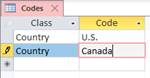 Codes
Class Code
Country U.S.
Country Canada